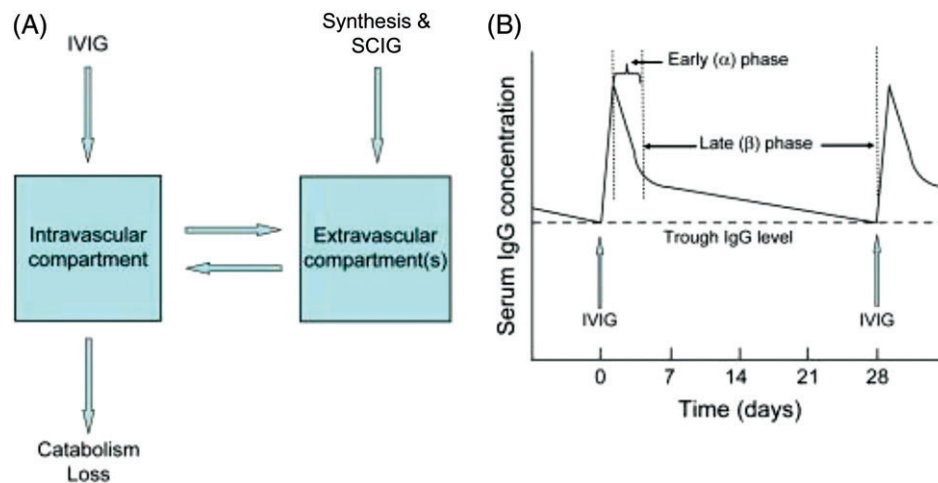 (A)
IVIG
Synthesis &
SCIG
Intravascular
compartment
Extravascular
compartment(s)
Catabolism
Loss
(B)
Serum IgG concentration
Early (α) phase
Late (β) phase
Trough IgG level
IVIG
IVIG
0 7 14 21 28
Time (days)